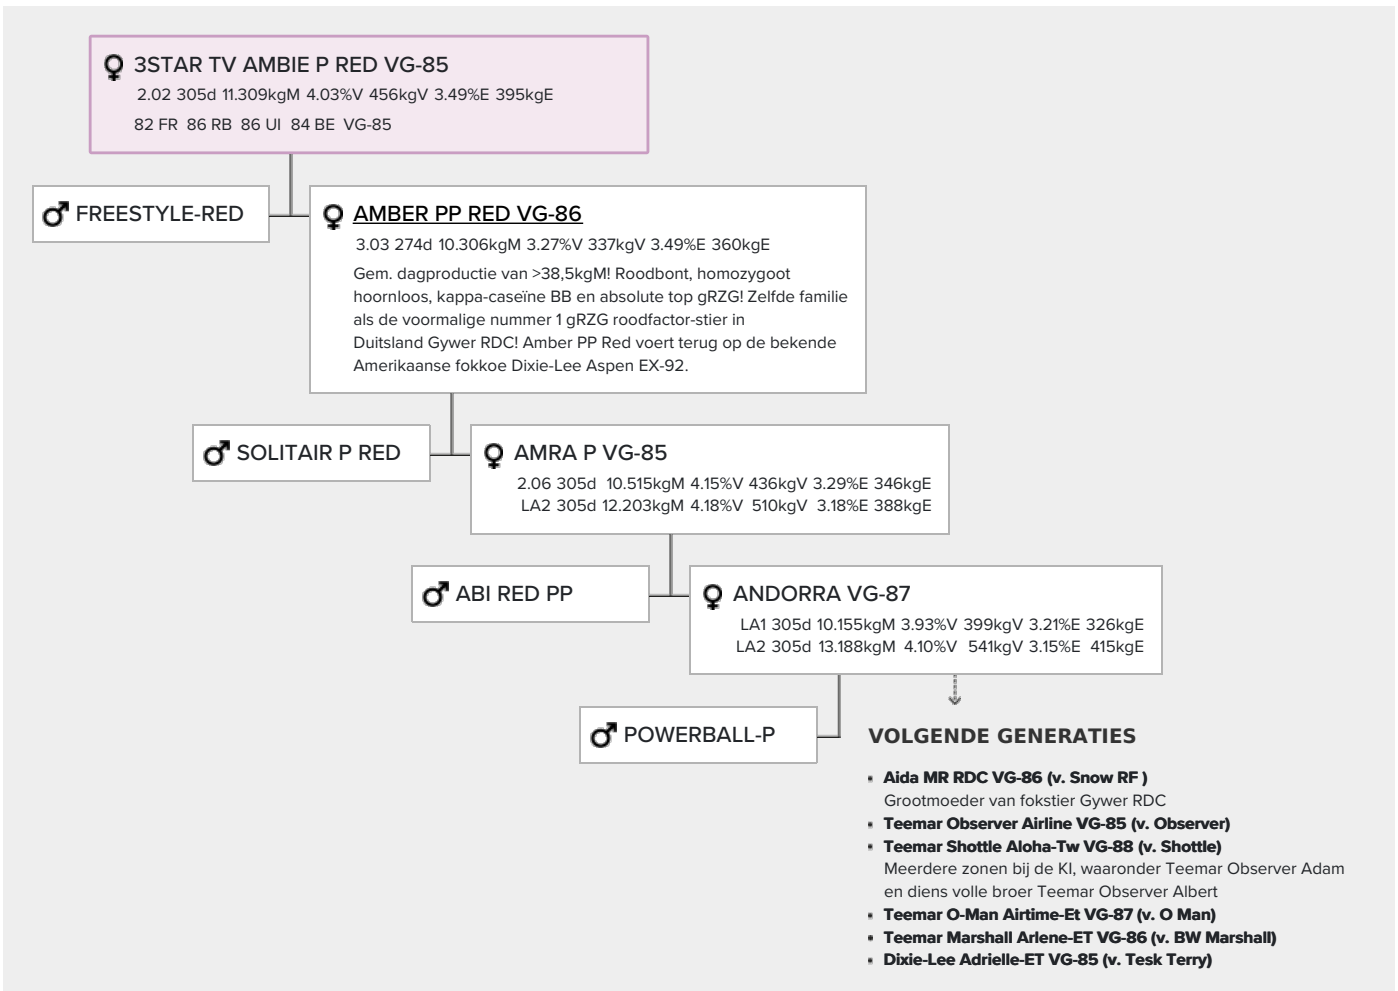 3STAR TV AMBIE P RED VG-85
2.02 305d 11.309kgM 4.03%V 456kgV 3.49%E 395kgE
82 FR 86 RB 86 UI 84 BE VG-85
FREESTYLE-RED
AMBER PP RED VG-86
3.03 274d 10.306kgM 3.27%V 337kgV 3.49%E 360kgE
Gem. dagproductie van >38,5kgM! Roodbont, homozygoot
hoornloos, kappa-caseïne BB en absolute top gRZG! Zelfde familie
als de voormalige nummer 1 gRZG roodfactor-stier in
Duitsland Gywer RDC! Amber PP Red voert terug op de bekende
Amerikaanse fokkoe Dixie-Lee Aspen EX-92.
SOLITAIR P RED
AMRA P VG-85
2.06 305d 10.515kgM 4.15%V 436kgV 3.29%E 346kgE
LA2 305d 12.203kgM 4.18%V 510kgV 3.18%E 388kgE
ABI RED PP
ANDORRA VG-87
LA1 305d 10.155kgM 3.93%V 399kgV 3.21%E 326kgE
LA2 305d 13.188kgM 4.10%V 541kgV 3.15%E 415kgE
POWERBALL-P
VOLGENDE GENERATIES
▪ Aida MR RDC VG-86 (v. Snow RF )
Grootmoeder van fokstier Gywer RDC
▪ Teemar Observer Airline VG-85 (v. Observer)
▪ Teemar Shottle Aloha-Tw VG-88 (v. Shottle)
Meerdere zonen bij de KI, waaronder Teemar Observer Adam
en diens volle broer Teemar Observer Albert
▪ Teemar O-Man Airtime-Et VG-87 (v. O Man)
▪ Teemar Marshall Arlene-ET VG-86 (v. BW Marshall)
▪ Dixie-Lee Adrielle-ET VG-85 (v. Tesk Terry)